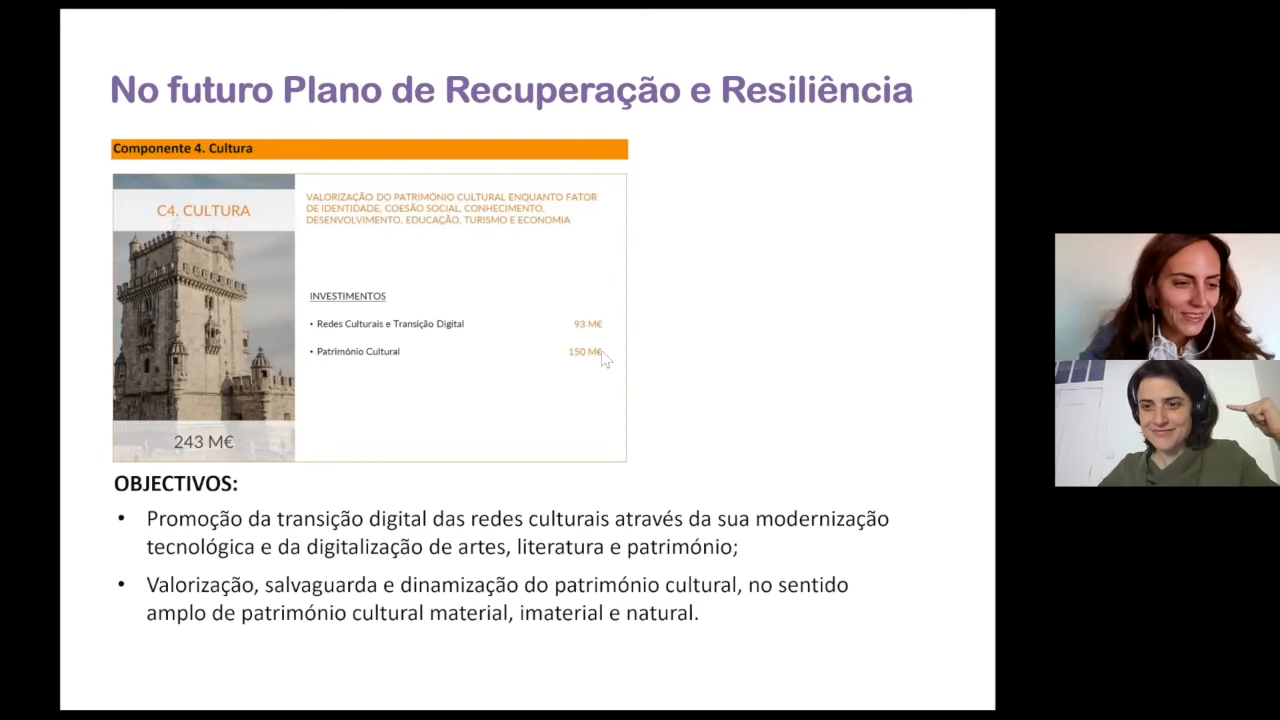 No futuro Plano de Recuperação e Resiliência
Componente 4. Cultura
C4. CULTURA
243 M€
VALORIZAÇÃO DO PATRIMÓNIO CULTURAL ENQUANTO FATOR
DE IDENTIDADE, COESÃO SOCIAL, CONHECIMENTO,
DESENVOLVIMENTO, EDUCAÇÃO, TURISMO E ECONOMIA
INVESTIMENTOS
• Redes Culturais e Transição Digital 93 M€
• Património Cultural 150 M€
OBJECTIVOS:
• Promoção da transição digital das redes culturais através da sua modernização
tecnológica e da digitalização de artes, literatura e património;
• Valorização, salvaguarda e dinamização do património cultural, no sentido
amplo de património cultural material, imaterial e natural.